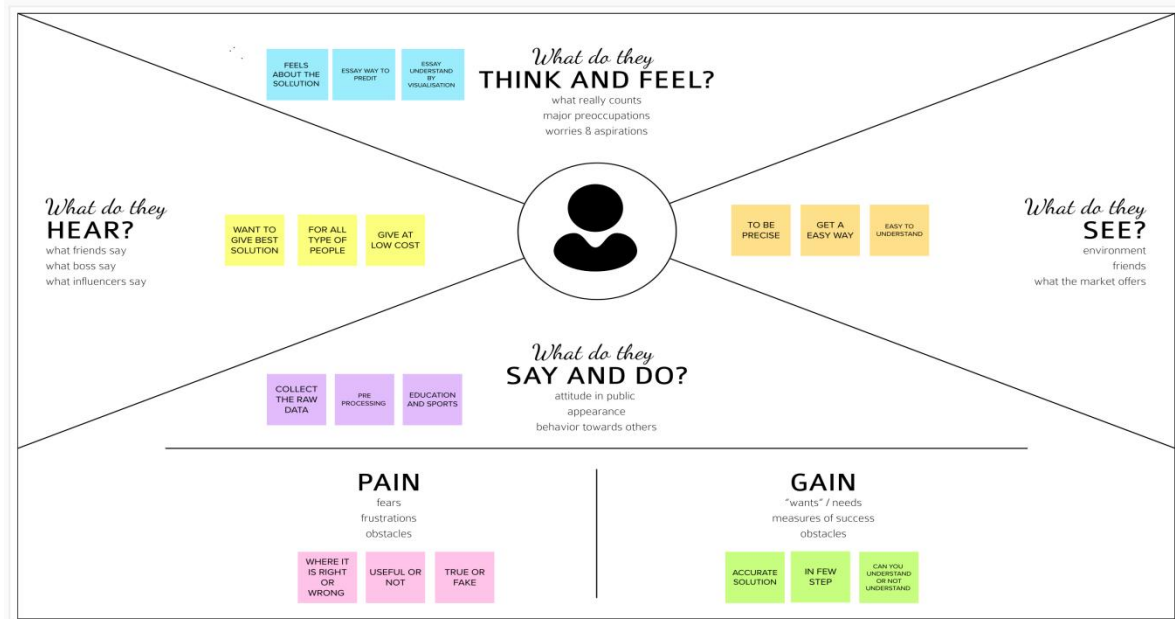 What do they
THINK AND FEEL?
what really counts
major preoccupations
worries & aspirations
FEELS
ABOUT THE
SOLLUTION
ESSAY WAY TO
PREDIT
ESSAY
UNDERSTAND
BY
VISUALISATION
What do they
HEAR?
what friends say
what boss say
what influencers say
WANT TO
GIVE BEST
SOLUTION
FOR ALL
TYPE OF
PEOPLE
GIVE AT
LOW COST
TO BE
PRECISE
GET A
EASY WAY
EASY TO
UNDERSTAND
What do they
SEE?
environment
friends
what the market offers
What do they
SAY AND DO?
attitude in public
appearance
behavior towards others
COLLECT
THE RAW
DATA
PRE
PROCESSING
EDUCATION
AND SPORTS
PAIN
fears
frustrations
obstacles
WHERE IT
IS RIGHT
OR
WRONG
USEFUL OR
NOT
TRUE OR
FAKE
GAIN
"wants" / needs
measures of success
obstacles
ACCURATE
SOLUTION
IN FEW
STEP
CAN YOU
UNDERSTAND
OR NOT
UNDERSTAND